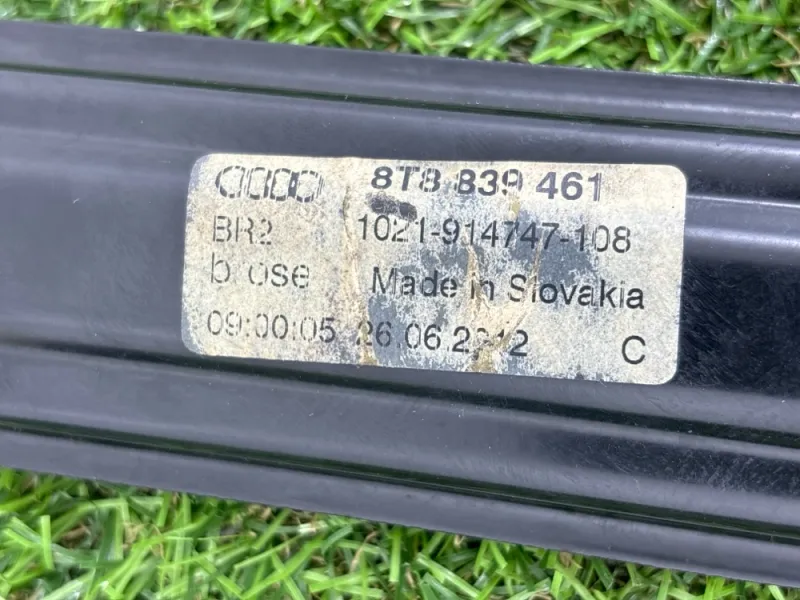 8T8 839 461
BR2 1021-914747-108
brose Made in Slovakia
09:00:05 26.06.2012 C